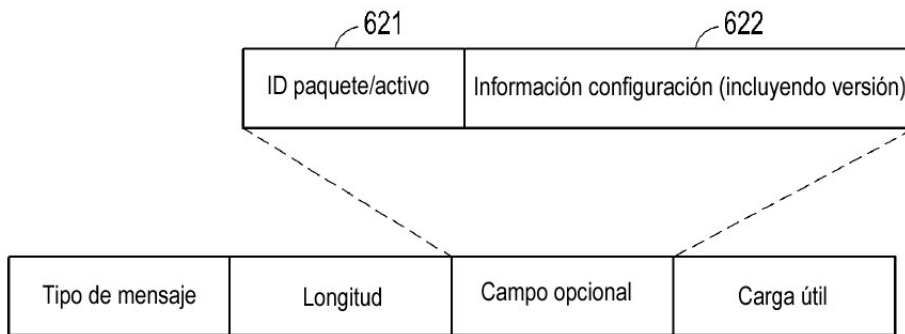 621
622
ID paquete/activo
Información configuración (incluyendo versión)
Tipo de mensaje
Longitud
Campo opcional
Carga útil